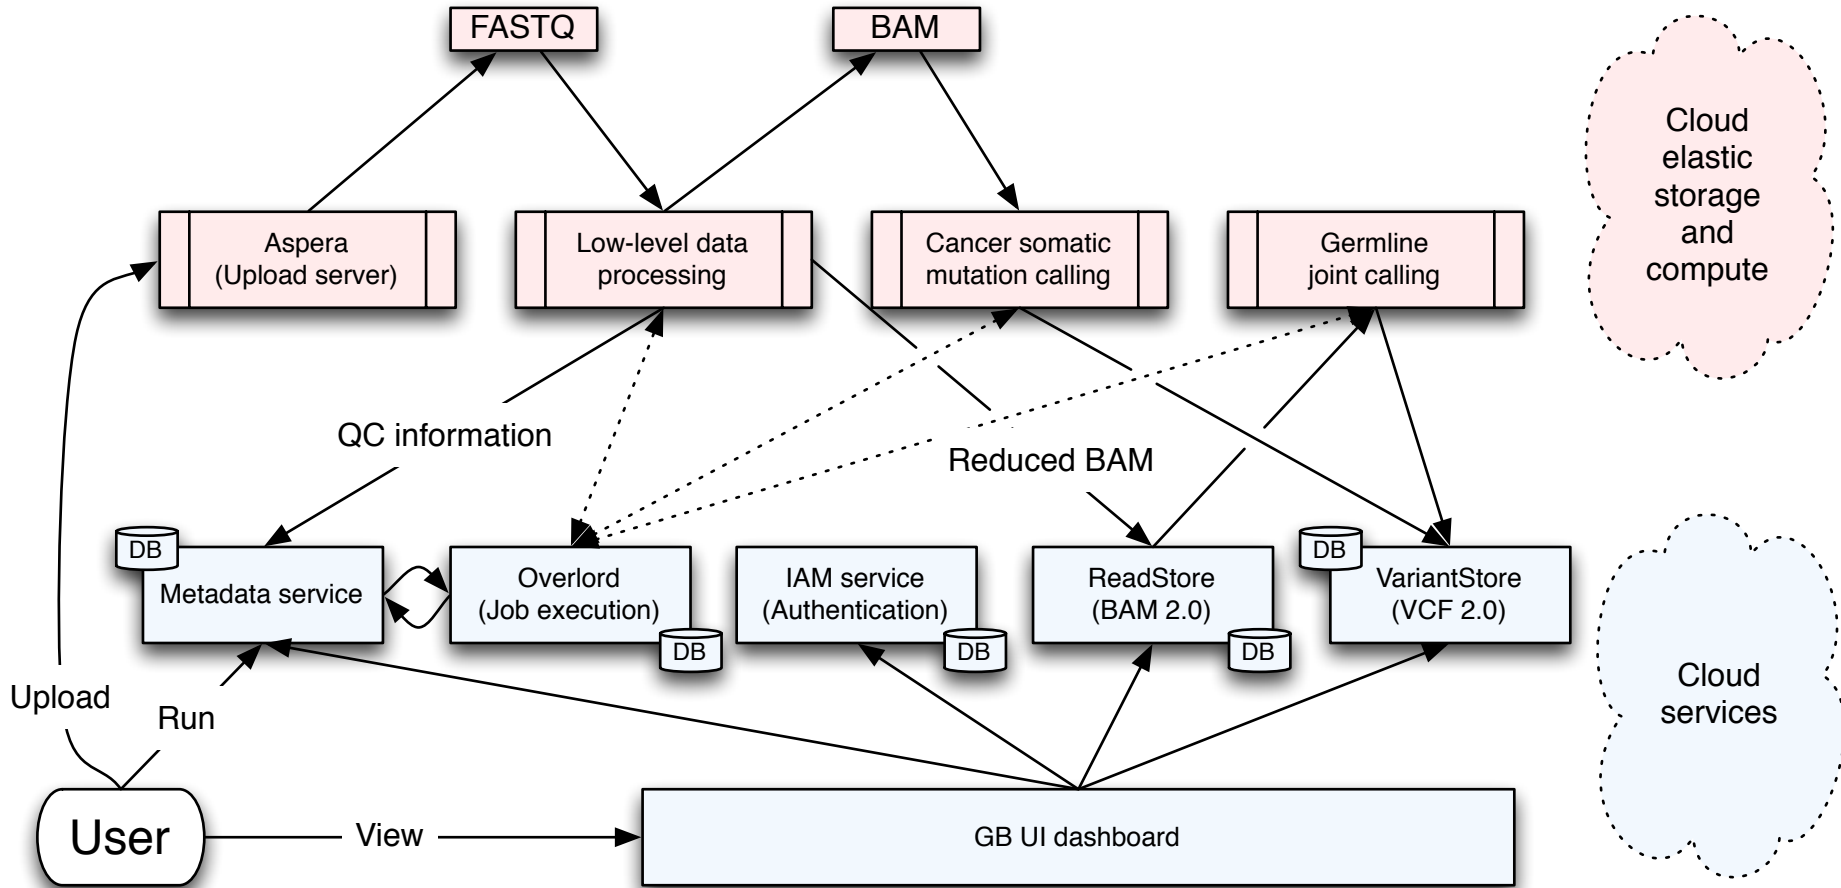 FASTQ
BAM
Cloud
elastic
storage
and
compute
Aspera
(Upload server)
Low-level data
processing
Cancer somatic
mutation calling
Germline
joint calling
QC information
Reduced BAM
DB
Metadata service
Overlord
(Job execution)
DB
IAM service
(Authentication)
DB
ReadStore
(BAM 2.0)
DB
DB
VariantStore
(VCF 2.0)
Cloud
services
Upload
Run
User
View
GB UI dashboard